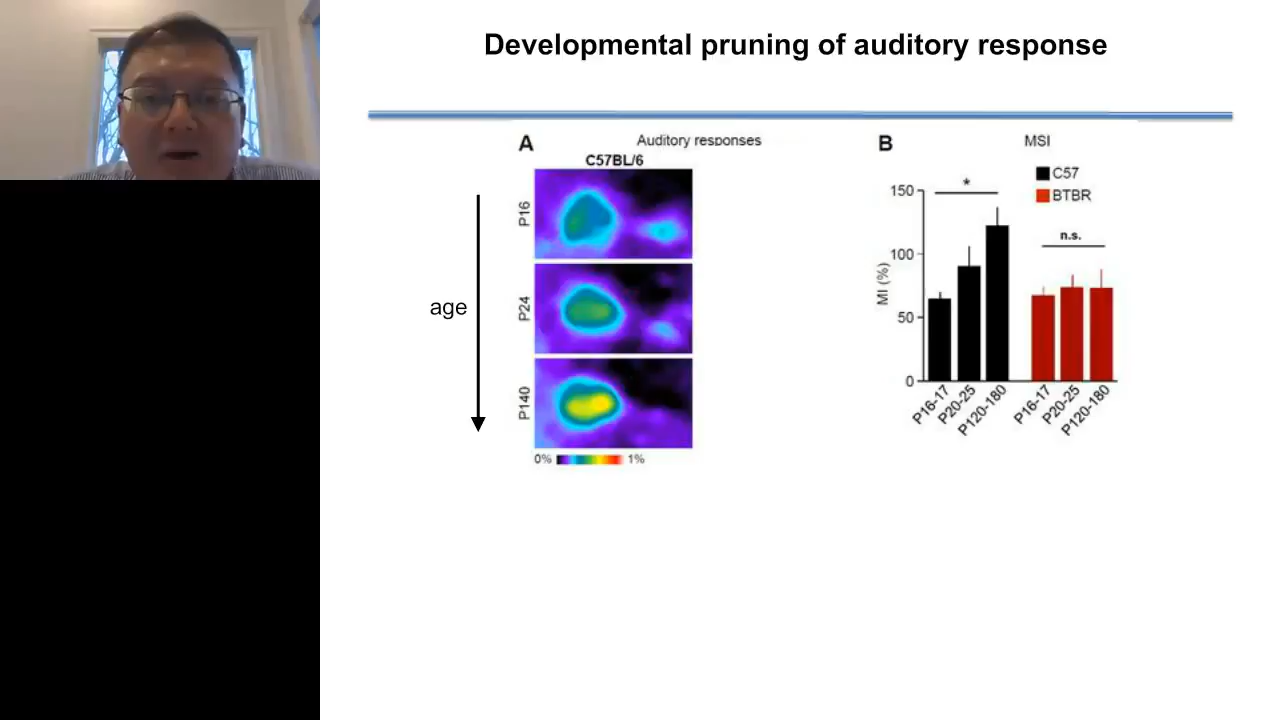 Developmental pruning of auditory response
A
Auditory responses
C57BL/6
P16
P24
P140
0%
1%
age
B
MSI
C57
BTBR
*
n.s.
MI (%)
150
100
50
0
P16-17
P20-25
P120-180
P16-17
P20-25
P120-180